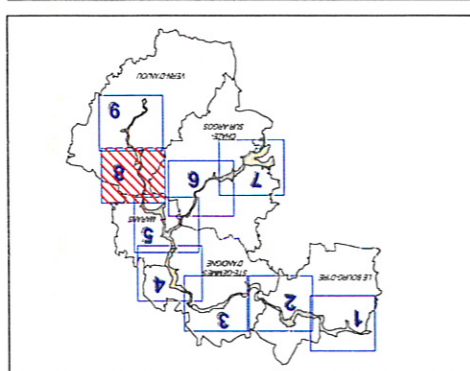 1
2
3
LE BOURG-D'IRE
STE-GEMMES-
D'ANDIGNE
4
5
MARANS
6
7
8
CHAZE-
SUR-ARGOS
9
VERN-D'ANJOU